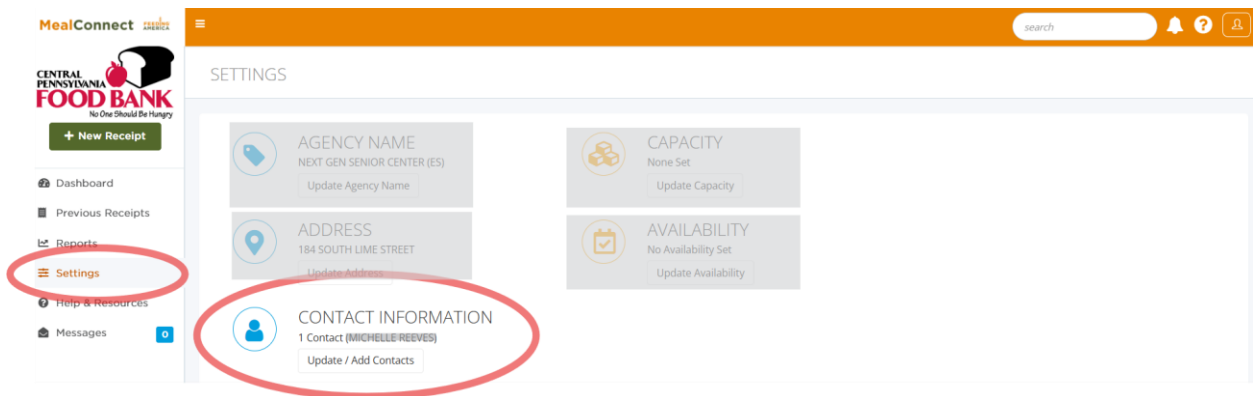 MealConnect FEEDING AMERICA
search
CENTRAL
PENNSYLVANIA
FOOD BANK
No One Should Be Hungry
+ New Receipt
Dashboard
Previous Receipts
Reports
Settings
Help & Resources
Messages 0
SETTINGS
AGENCY NAME
NEXT GEN SENIOR CENTER (ES)
Update Agency Name
CAPACITY
None Set
Update Capacity
ADDRESS
184 SOUTH LIME STREET
Update Address
AVAILABILITY
No Availability Set
Update Availability
CONTACT INFORMATION
1 Contact (MICHELLE REEVES)
Update / Add Contacts